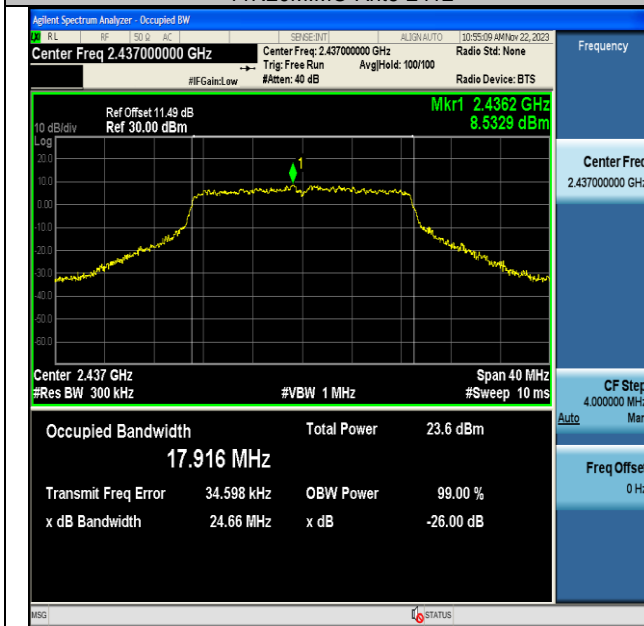 Agilent Spectrum Analyzer - Occupied BW
RL RF 50 Ω AC SENSE:INT ALIGN AUTO 10:55:09 AM Nov 22, 2023
Center Freq 2.437000000 GHz
Center Freq: 2.437000000 GHz
Radio Std: None
Trig: Free Run Avg|Hold: 100/100
#IFGain:Low
#Atten: 40 dB
Radio Device: BTS
Frequency
Mkr1 2.4362 GHz
8.5329 dBm
Ref Offset 11.49 dB
10 dB/div Ref 30.00 dBm
Log
20.0
10.0
0.00
-10.0
-20.0
-30.0
-40.0
-50.0
-60.0
1
Center Freq
2.437000000 GHz
Center 2.437 GHz
Span 40 MHz
#Res BW 300 kHz
#VBW 1 MHz
#Sweep 10 ms
CF Step
4.000000 MHz
Auto Man
Freq Offset
0 Hz
Occupied Bandwidth
17.916 MHz
Total Power 23.6 dBm
Transmit Freq Error 34.598 kHz
OBW Power 99.00 %
x dB Bandwidth 24.66 MHz
x dB -26.00 dB
MSG
STATUS